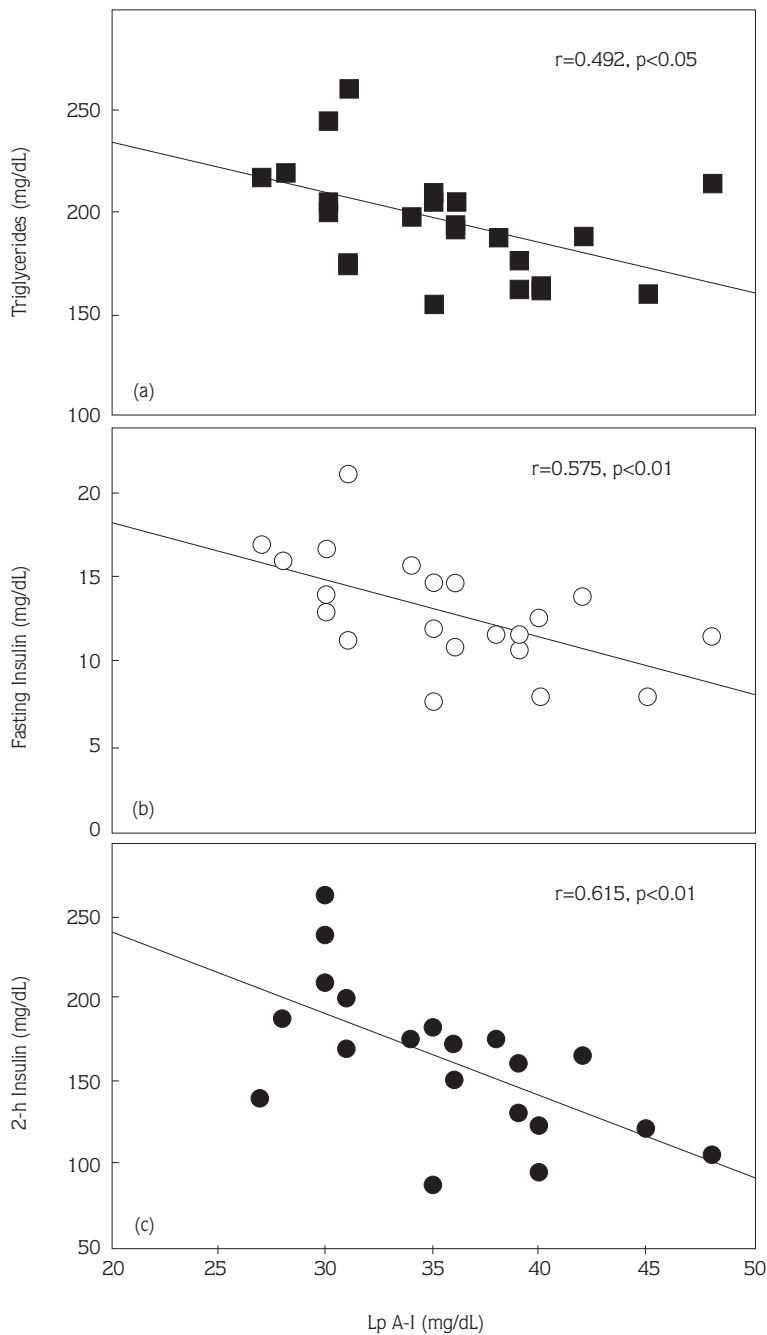 r=0.492, p<0.05
250
200
150
100
Triglycerides (mg/dL)
(a)
r=0.575, p<0.01
20
15
10
5
0
Fasting Insulin (mg/dL)
(b)
r=0.615, p<0.01
250
200
150
100
50
2-h Insulin (mg/dL)
(c)
20 25 30 35 40 45 50
Lp A-I (mg/dL)